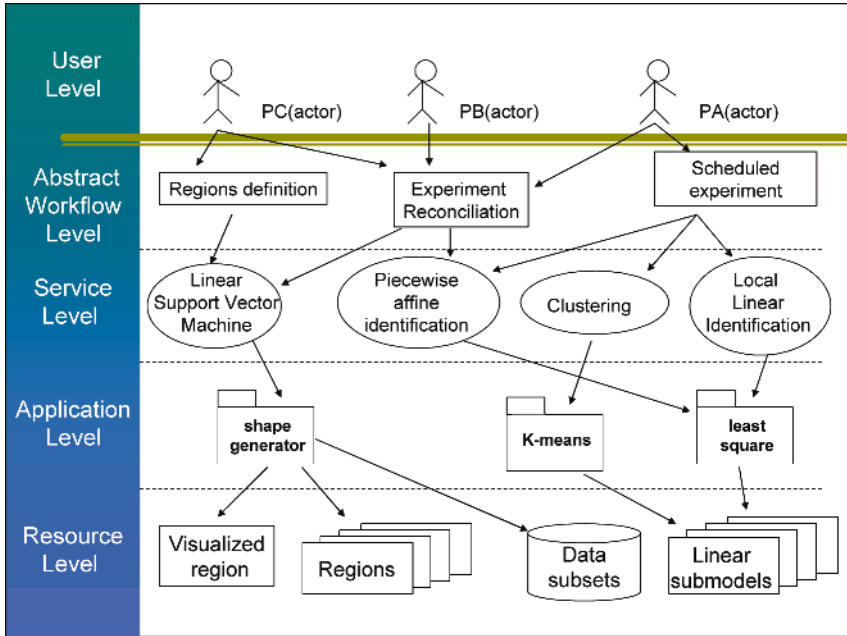 User
Level
PC(actor)
PB(actor)
PA(actor)
Abstract
Workflow
Level
Regions definition
Experiment
Reconciliation
Scheduled
experiment
Service
Level
Linear
Support Vector
Machine
Piecewise
affine
identification
Clustering
Local
Linear
Identification
Application
Level
shape
generator
K-means
least
square
Resource
Level
Visualized
region
Regions
Data
subsets
Linear
submodels